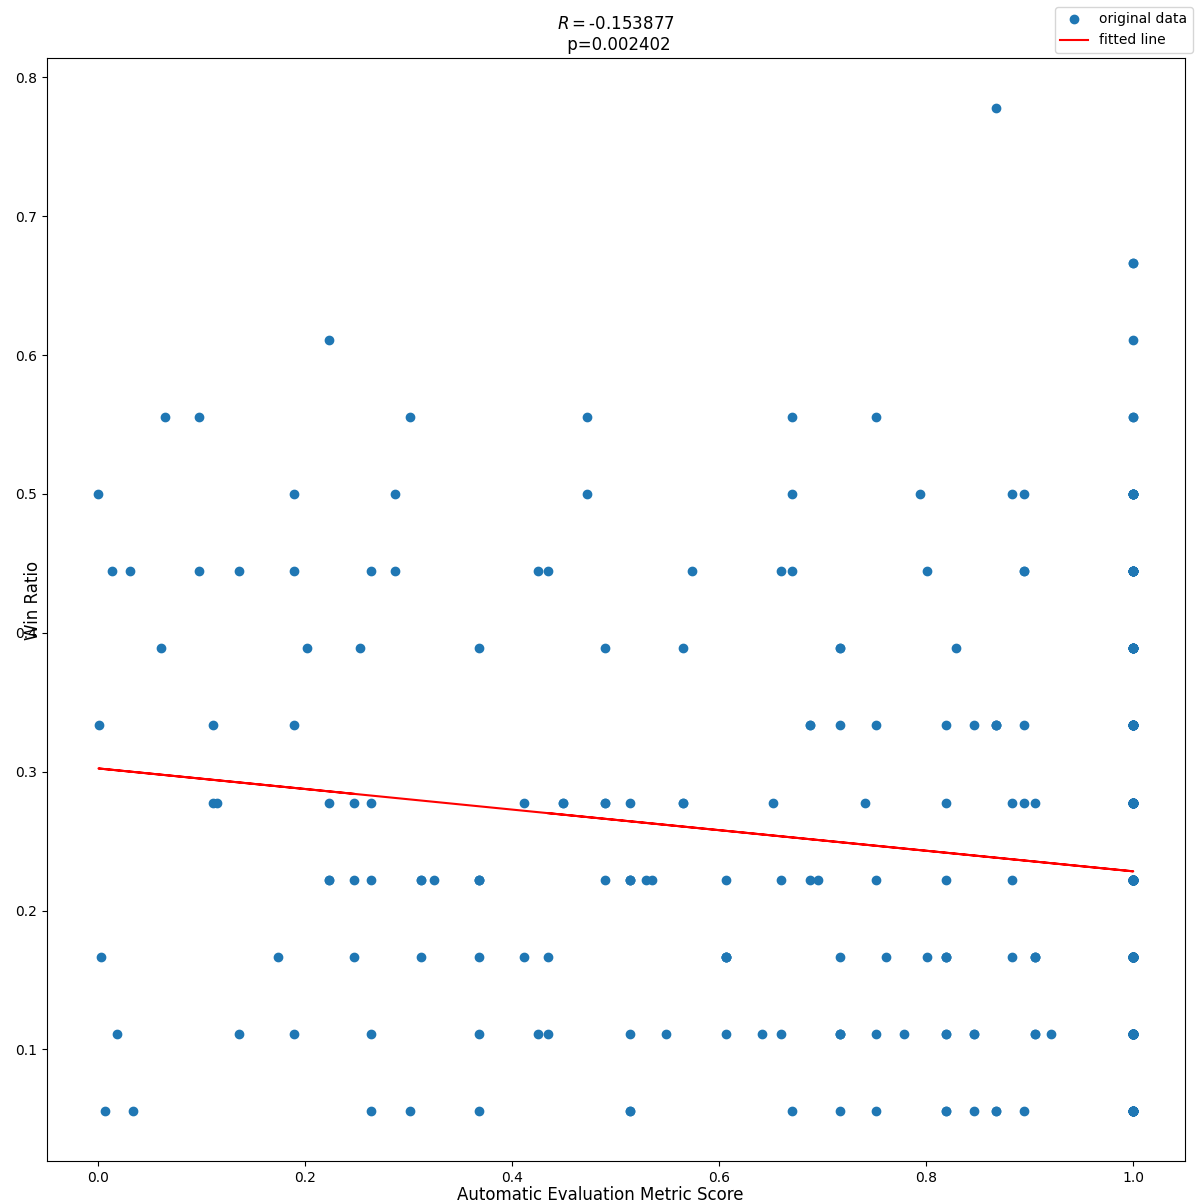 R = -0.153877
p=0.002402
original data
fitted line
0.8
0.7
0.6
0.5
0.4
0.3
0.2
0.1
Win Ratio
0.0 0.2 0.4 0.6 0.8 1.0
Automatic Evaluation Metric Score